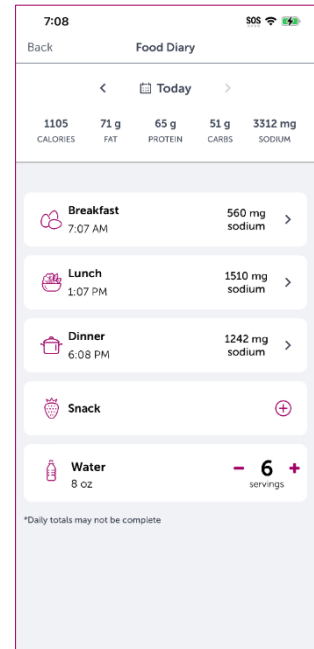 7:08 SOS
Back Food Diary
Today
1105 71 g 65 g 51 g 3312 mg
CALORIES FAT PROTEIN CARBS SODIUM
Breakfast
7:07 AM
560 mg
sodium
Lunch
1:07 PM
1510 mg
sodium
Dinner
6:08 PM
1242 mg
sodium
Snack
Water
8 oz
6
servings
*Daily totals may not be complete